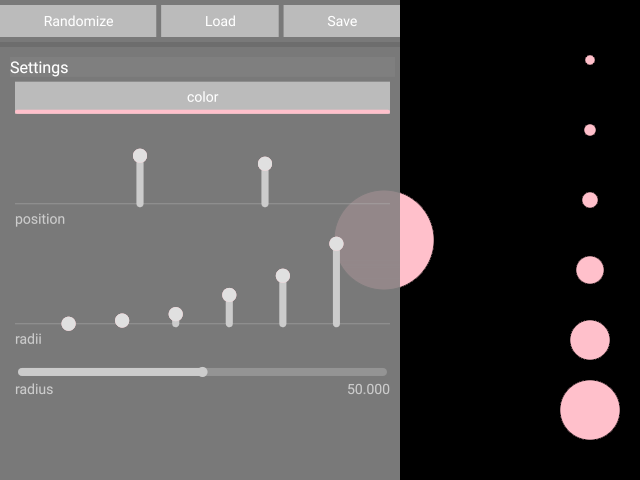 Randomize Load Save
Settings
color
position
radii
radius 50.000